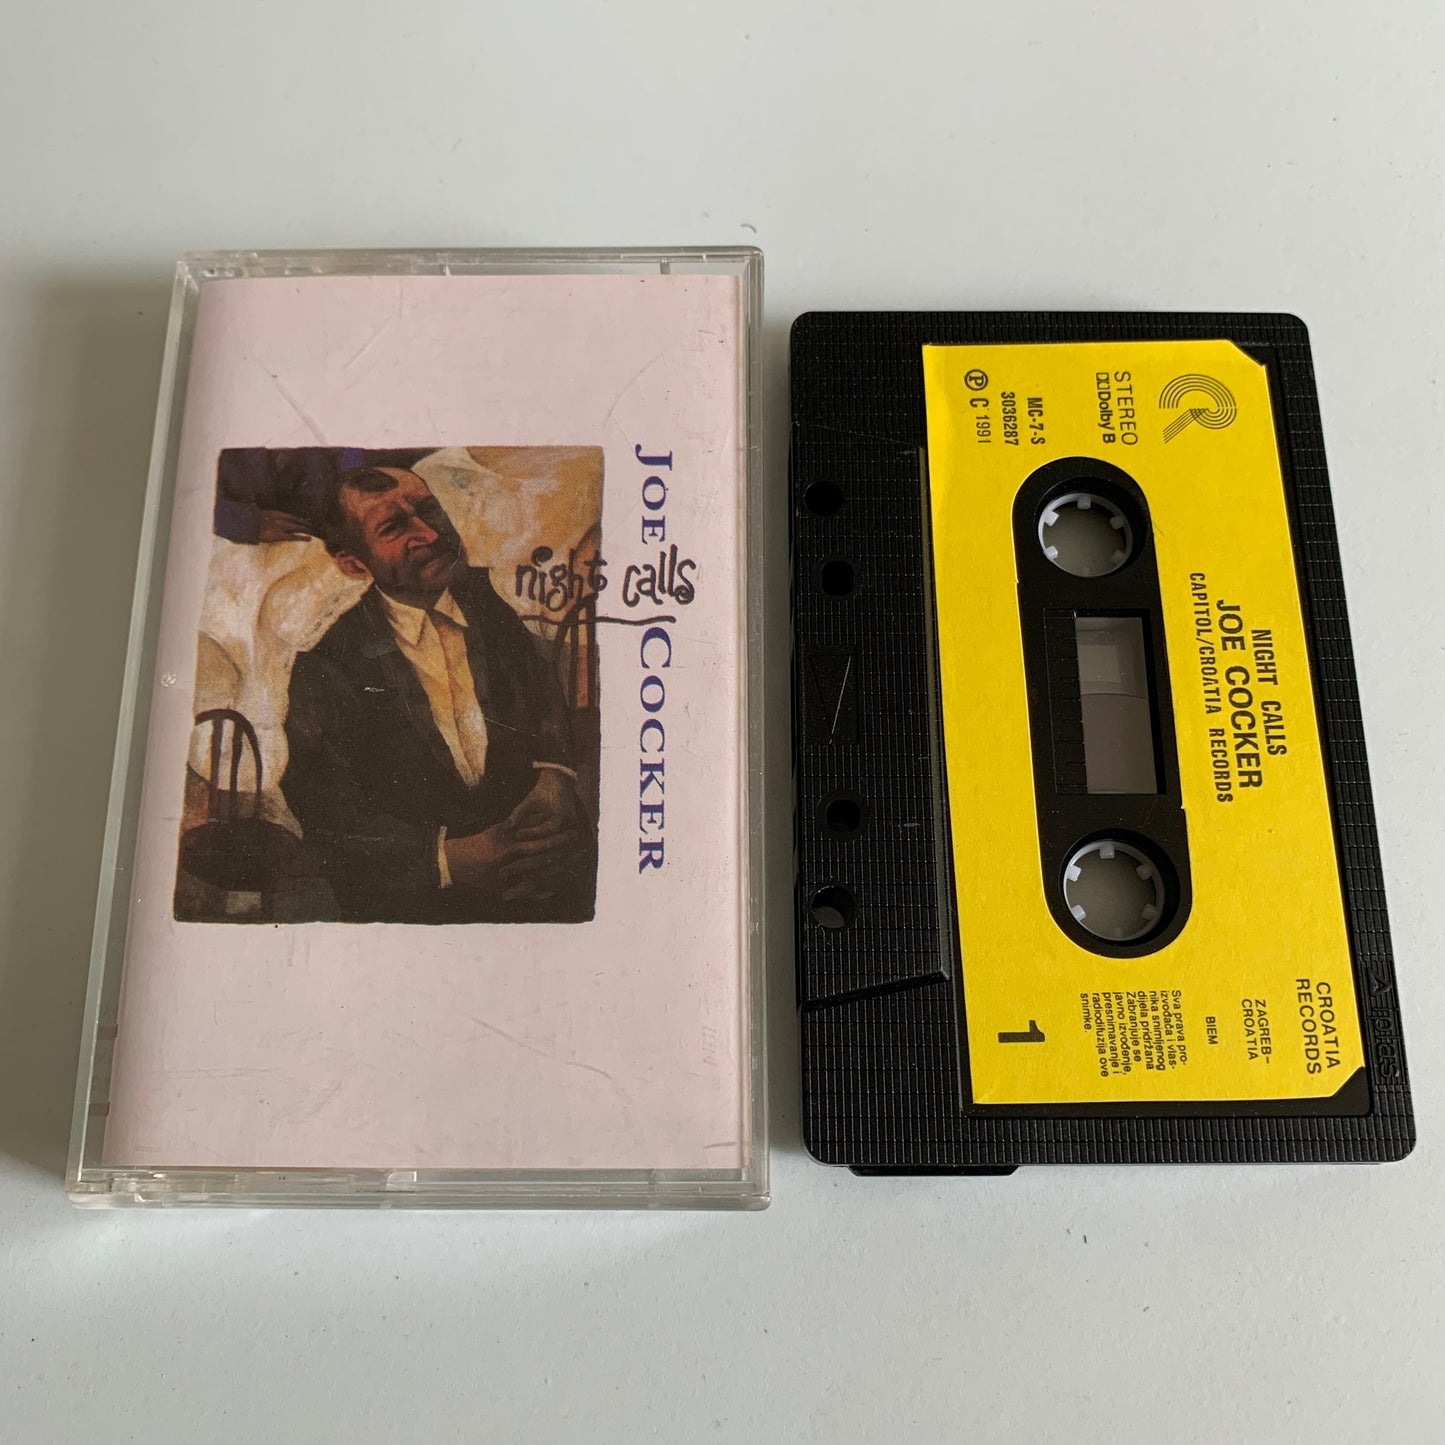 JOE
night calls
COCKER
STEREO
Dolby B
MC-7-S
3036287
Ⓟ C 1991
NIGHT CALLS
JOE COCKER
CAPITOL/CROATIA RECORDS
CROATIA
RECORDS
ZAGREB-
CROATIA
BIEM
Sva prava pro-
izvođača i vlas-
nika snimljenog
dijela pridržana
Zabranjuje se
javno izvođenje,
presnimavanje i
radiodifuzija ove
snimke.
1